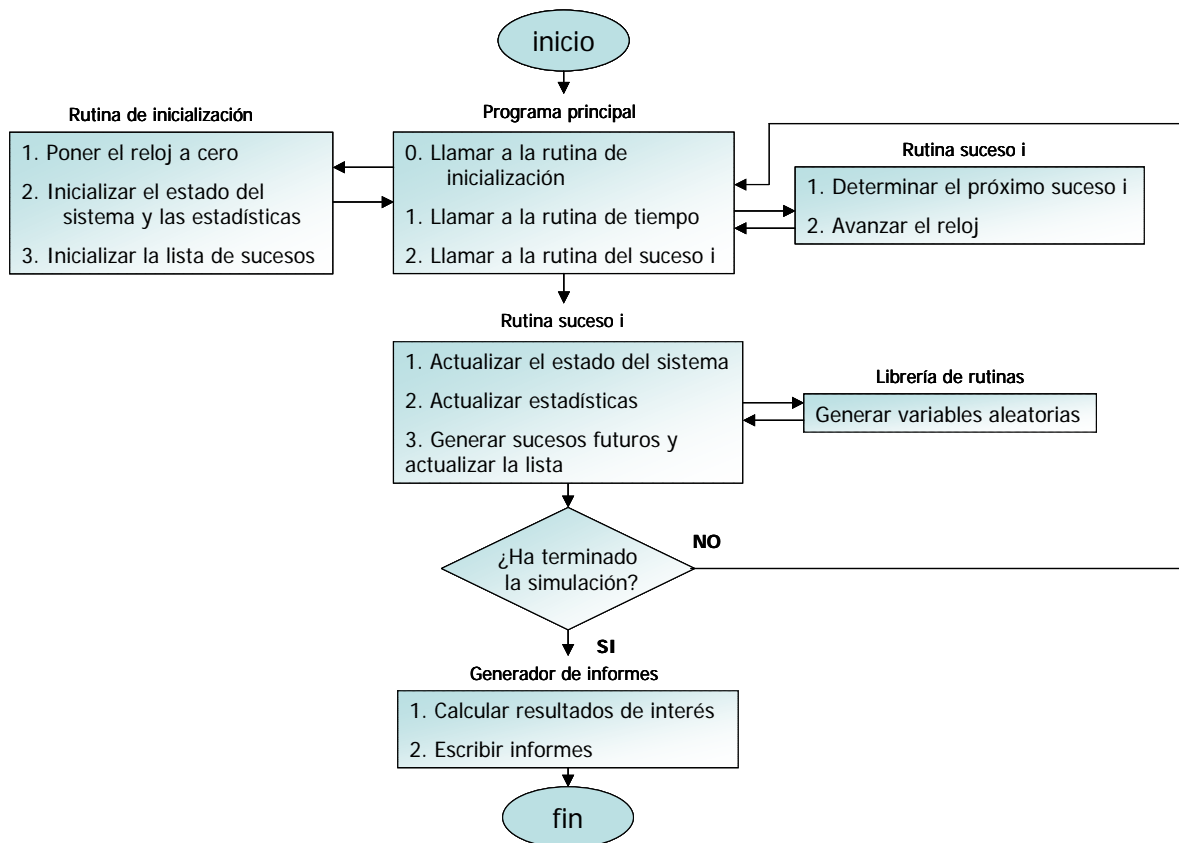 inicio
Rutina de inicialización
1. Poner el reloj a cero
2. Inicializar el estado del
sistema y las estadísticas
3. Inicializar la lista de sucesos
Programa principal
0. Llamar a la rutina de
inicialización
1. Llamar a la rutina de tiempo
2. Llamar a la rutina del suceso i
Rutina suceso i
1. Determinar el próximo suceso i
2. Avanzar el reloj
Rutina suceso i
1. Actualizar el estado del sistema
2. Actualizar estadísticas
3. Generar sucesos futuros y
actualizar la lista
Librería de rutinas
Generar variables aleatorias
¿Ha terminado
la simulación?
NO
SI
Generador de informes
1. Calcular resultados de interés
2. Escribir informes
fin